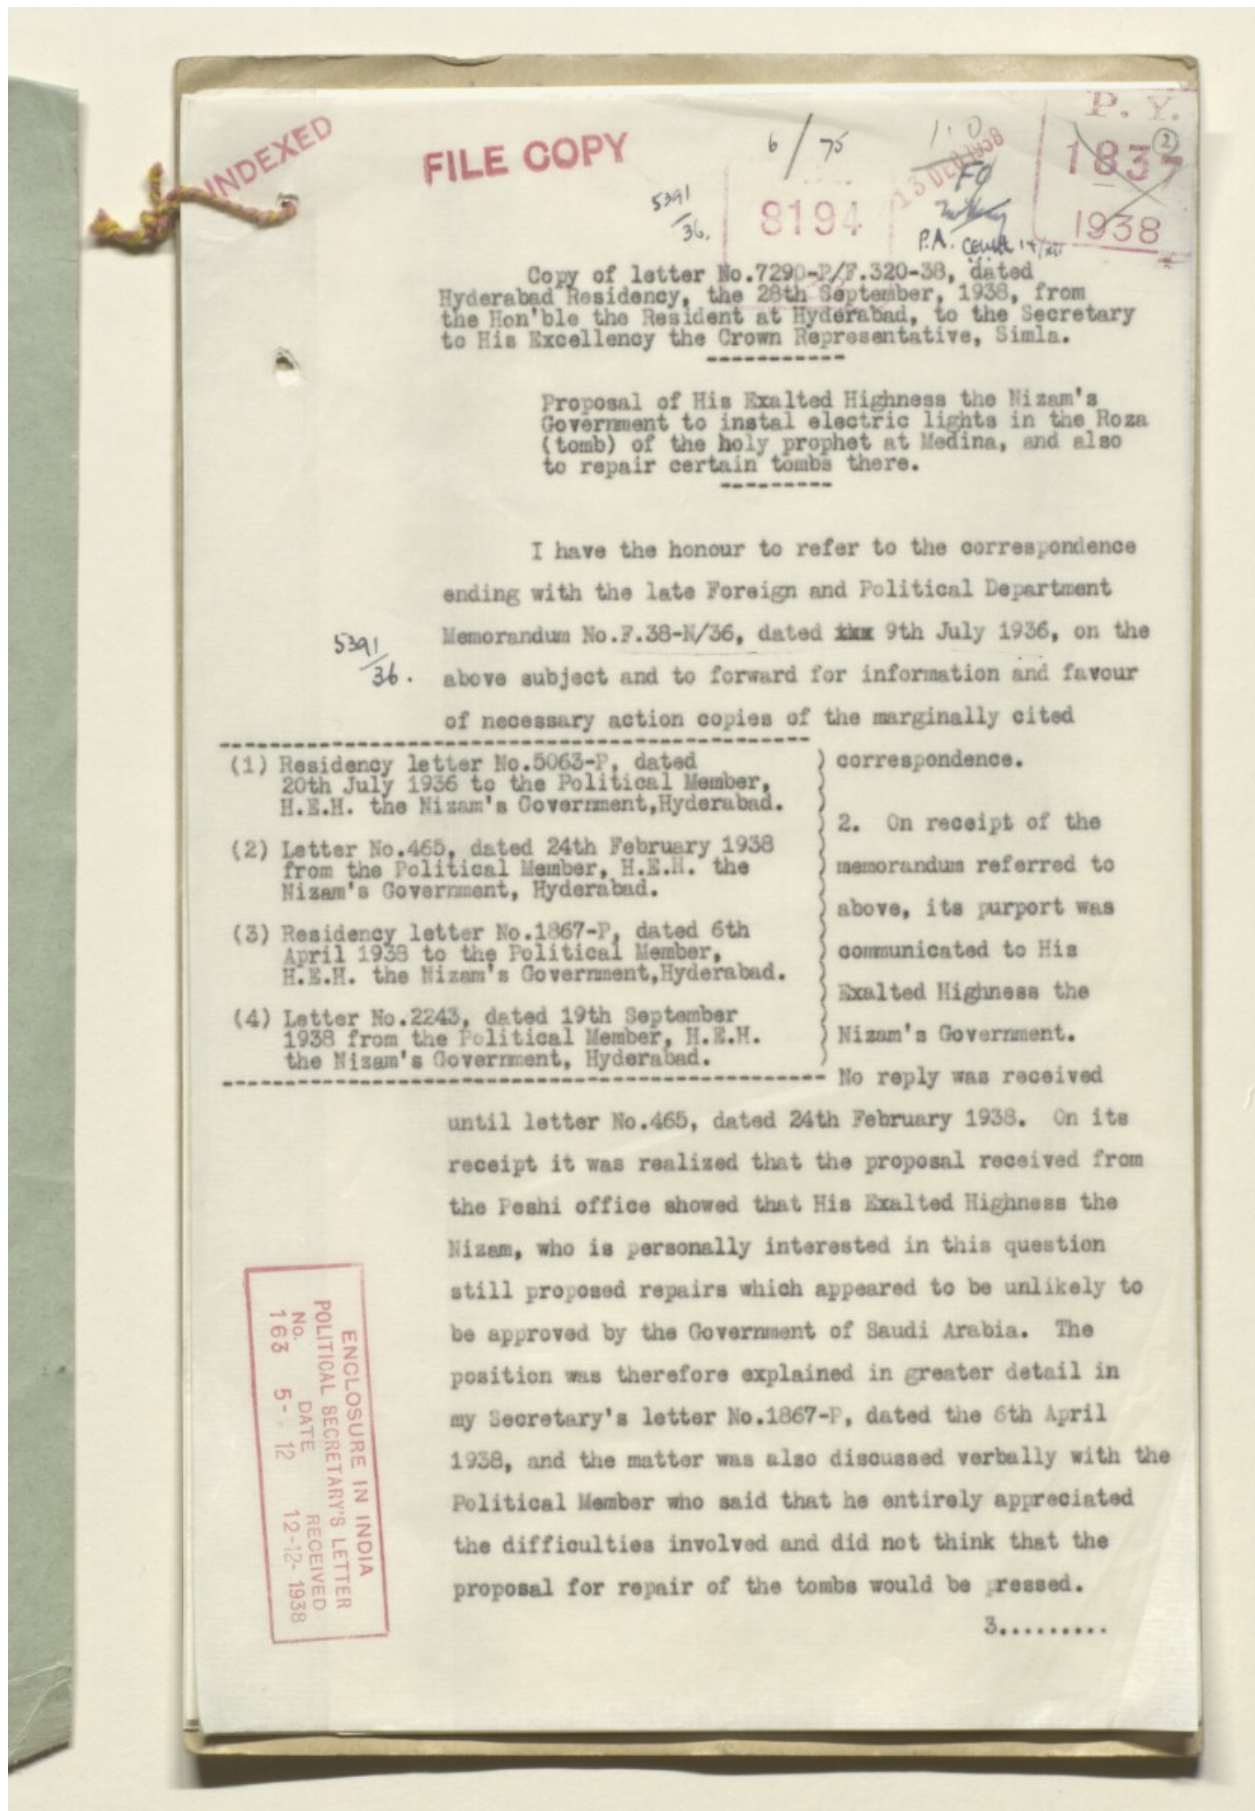 INDEXED
FILE COPY
6/75
P. Y.
1837
2
1938
13 DEC 1938
FO
5391
36.
8194
P.A.
Copy of letter No.7290-P/F.320-38, dated
Hyderabad Residency, the 28th September, 1938, from
the Hon'ble the Resident at Hyderabad, to the Secretary
to His Excellency the Crown Representative, Simla.
Proposal of His Exalted Highness the Nizam's
Government to instal electric lights in the Roza
(tomb) of the holy prophet at Medina, and also
to repair certain tombs there.
I have the honour to refer to the correspondence
ending with the late Foreign and Political Department
Memorandum No.F.38-N/36, dated 9th July 1936, on the
5391
36.
above subject and to forward for information and favour
of necessary action copies of the marginally cited
(1) Residency letter No.5063-P, dated
20th July 1936 to the Political Member,
H.E.H. the Nizam's Government,Hyderabad.
(2) Letter No.465, dated 24th February 1938
from the Political Member, H.E.H. the
Nizam's Government, Hyderabad.
(3) Residency letter No.1867-P, dated 6th
April 1938 to the Political Member,
H.E.H. the Nizam's Government,Hyderabad.
(4) Letter No.2243, dated 19th September
1938 from the Political Member, H.E.H.
the Nizam's Government, Hyderabad.
correspondence.
2. On receipt of the
memorandum referred to
above, its purport was
communicated to His
Exalted Highness the
Nizam's Government.
No reply was received
until letter No.465, dated 24th February 1938. On its
receipt it was realized that the proposal received from
the Peshi office showed that His Exalted Highness the
Nizam, who is personally interested in this question
still proposed repairs which appeared to be unlikely to
be approved by the Government of Saudi Arabia. The
position was therefore explained in greater detail in
my Secretary's letter No.1867-P, dated the 6th April
1938, and the matter was also discussed verbally with the
Political Member who said that he entirely appreciated
the difficulties involved and did not think that the
proposal for repair of the tombs would be pressed.
3.........
ENCLOSURE IN INDIA
POLITICAL SECRETARY'S LETTER
No. DATE RECEIVED
163 5- 12 12-12-1938